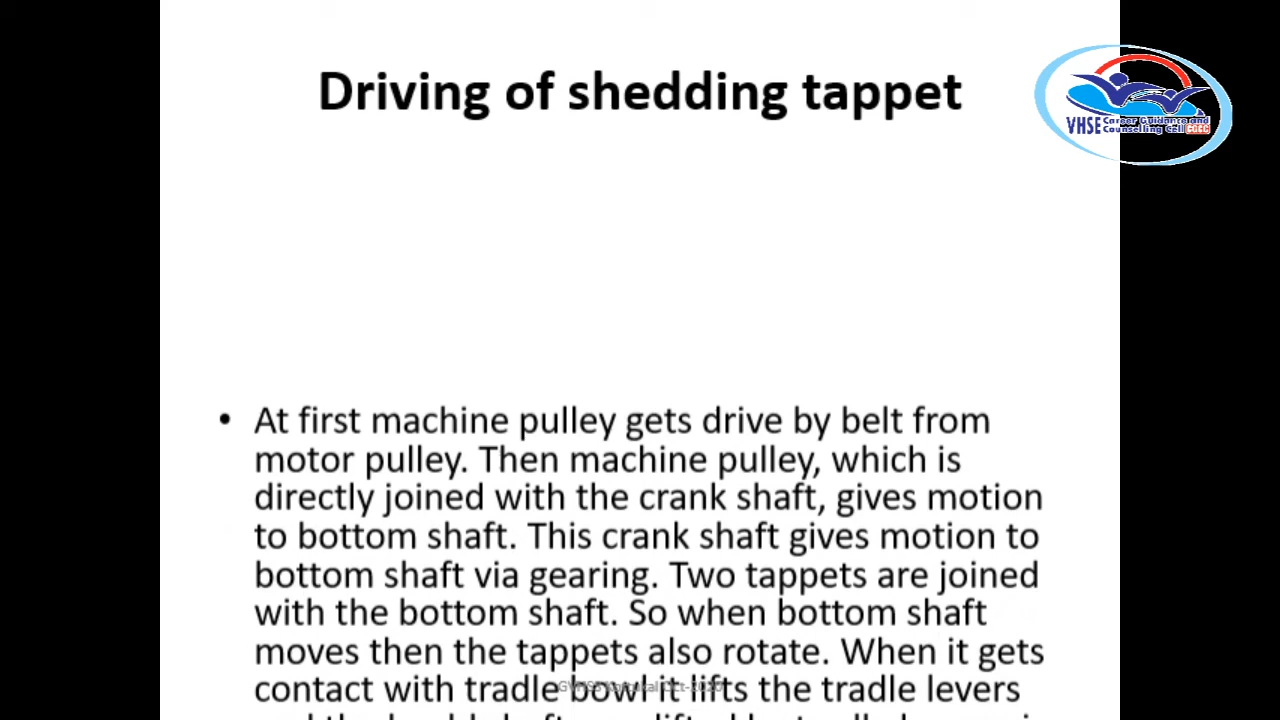 Driving of shedding tappet
VHSE Career Guidance and
Counselling Cell CGCC
• At first machine pulley gets drive by belt from
motor pulley. Then machine pulley, which is
directly joined with the crank shaft, gives motion
to bottom shaft. This crank shaft gives motion to
bottom shaft via gearing. Two tappets are joined
with the bottom shaft. So when bottom shaft
moves then the tappets also rotate. When it gets
contact with tradle bowl it lifts the tradle levers